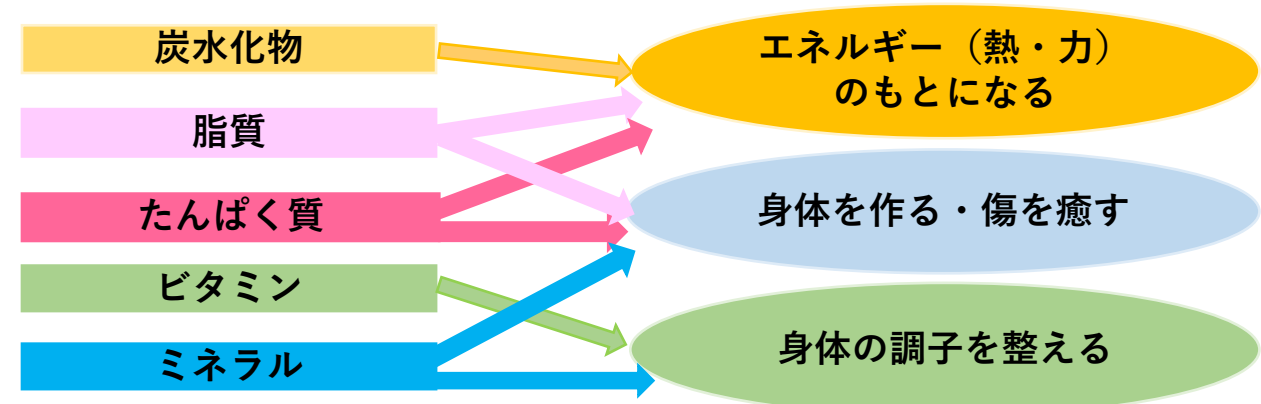 炭水化物
脂質
たんぱく質
ビタミン
ミネラル
エネルギー（熱・力）
のもとになる
身体を作る・傷を癒す
身体の調子を整える